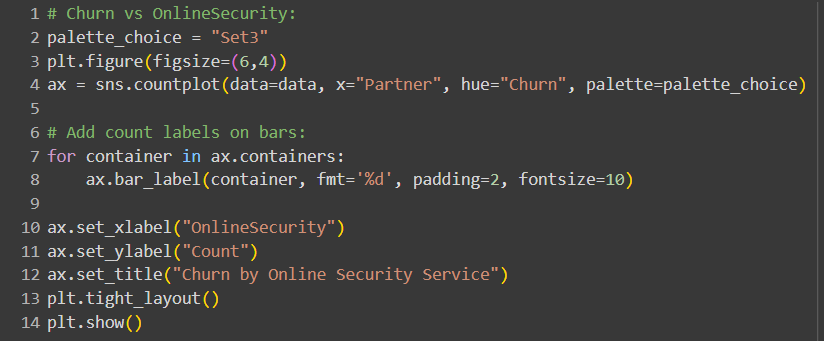 1 # Churn vs OnlineSecurity:
2 palette_choice = "Set3"
3 plt.figure(figsize=(6,4))
4 ax = sns.countplot(data=data, x="Partner", hue="Churn", palette=palette_choice)
5
6 # Add count labels on bars:
7 for container in ax.containers:
8     ax.bar_label(container, fmt='%d', padding=2, fontsize=10)
9
10 ax.set_xlabel("OnlineSecurity")
11 ax.set_ylabel("Count")
12 ax.set_title("Churn by Online Security Service")
13 plt.tight_layout()
14 plt.show()